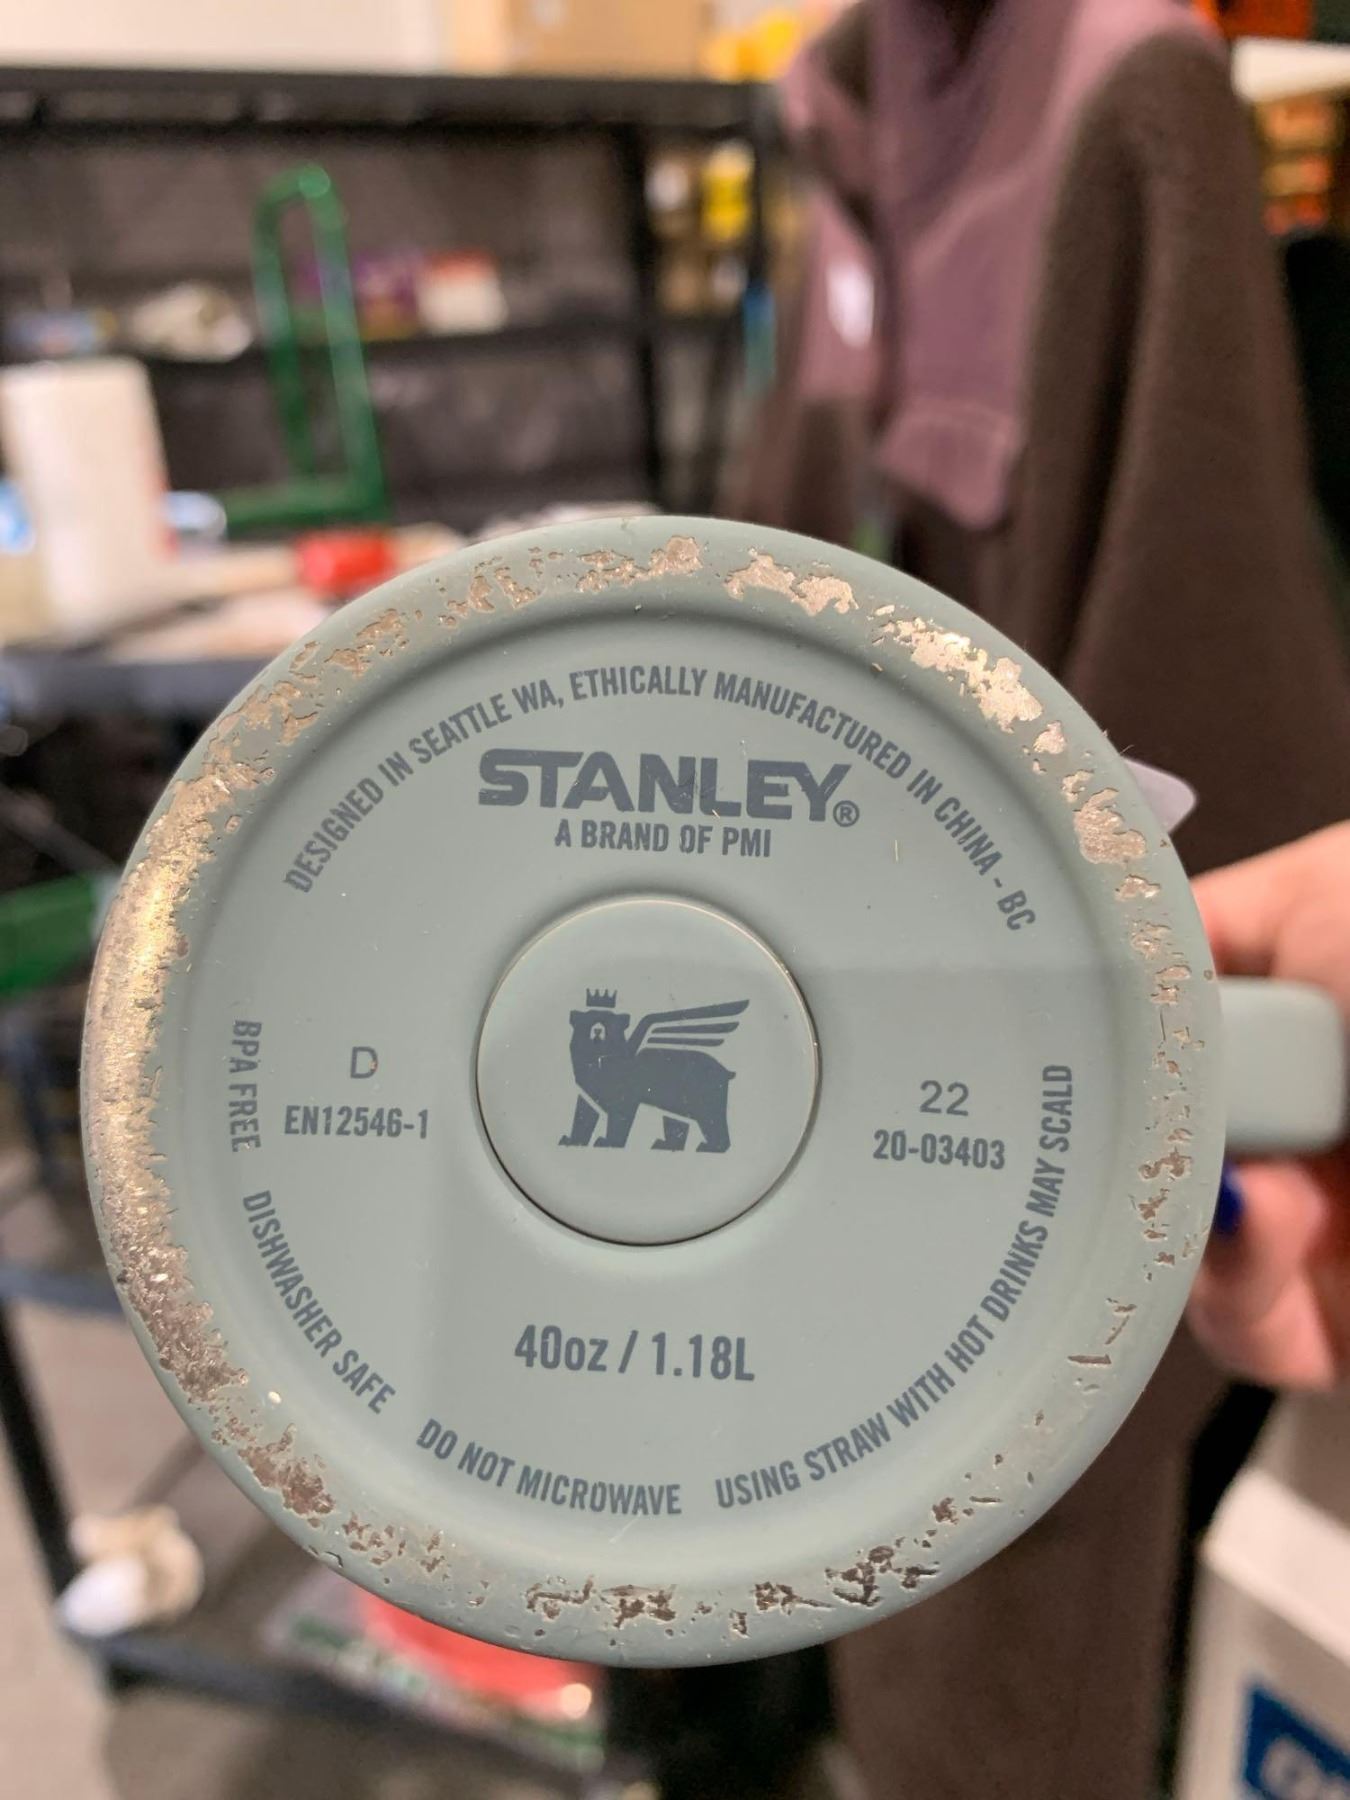 DESIGNED IN SEATTLE WA, ETHICALLY MANUFACTURED IN CHINA - BC
STANLEY®
A BRAND OF PMI
D
EN12546-1
22
20-03403
40oz / 1.18L
BPA FREE
DISHWASHER SAFE
DO NOT MICROWAVE
USING STRAW WITH HOT DRINKS MAY SCALD